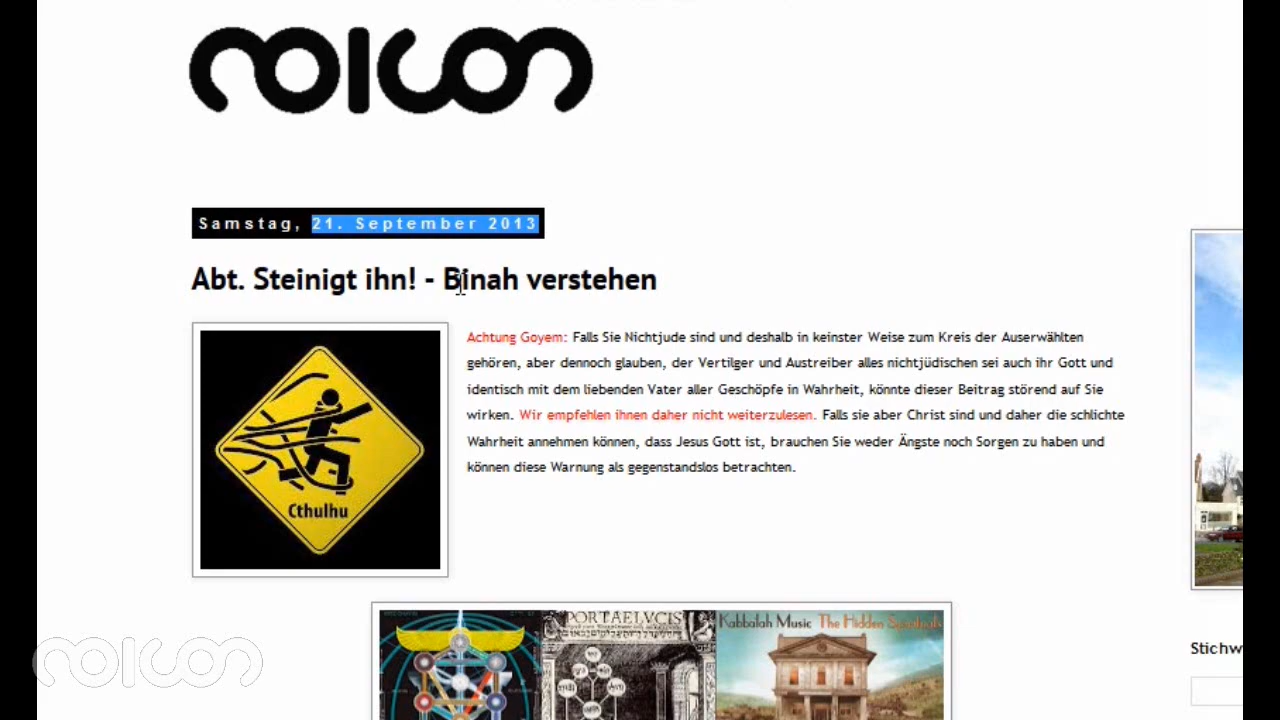 Samstag, 21. September 2013
Abt. Steinigt ihn! - Binah verstehen
Achtung Goyem: Falls Sie Nichtjude sind und deshalb in keinster Weise zum Kreis der Auserwählten
gehören, aber dennoch glauben, der Vertilger und Austreiber alles nichtjüdischen sei auch ihr Gott und
identisch mit dem liebenden Vater aller Geschöpfe in Wahrheit, könnte dieser Beitrag störend auf Sie
wirken. Wir empfehlen ihnen daher nicht weiterzulesen. Falls sie aber Christ sind und daher die schlichte
Wahrheit annehmen können, dass Jesus Gott ist, brauchen Sie weder Ängste noch Sorgen zu haben und
können diese Warnung als gegenstandslos betrachten.
Cthulhu
PORTAE LVCIS
Kabbalah Music The Hidden Spirituals
Stichw